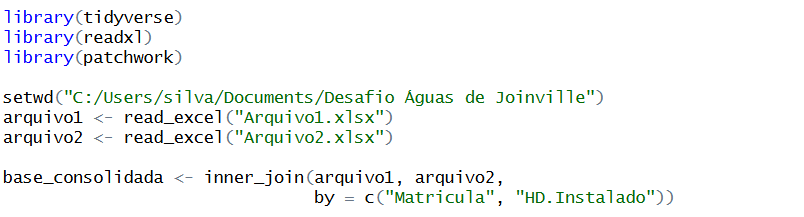 library(tidyverse)
library(readxl)
library(patchwork)
setwd("C:/Users/silva/Documents/Desafio Águas de Joinville")
arquivo1 <- read_excel("Arquivo1.xlsx")
arquivo2 <- read_excel("Arquivo2.xlsx")
base_consolidada <- inner_join(arquivo1, arquivo2,
by = c("Matricula", "HD.Instalado"))